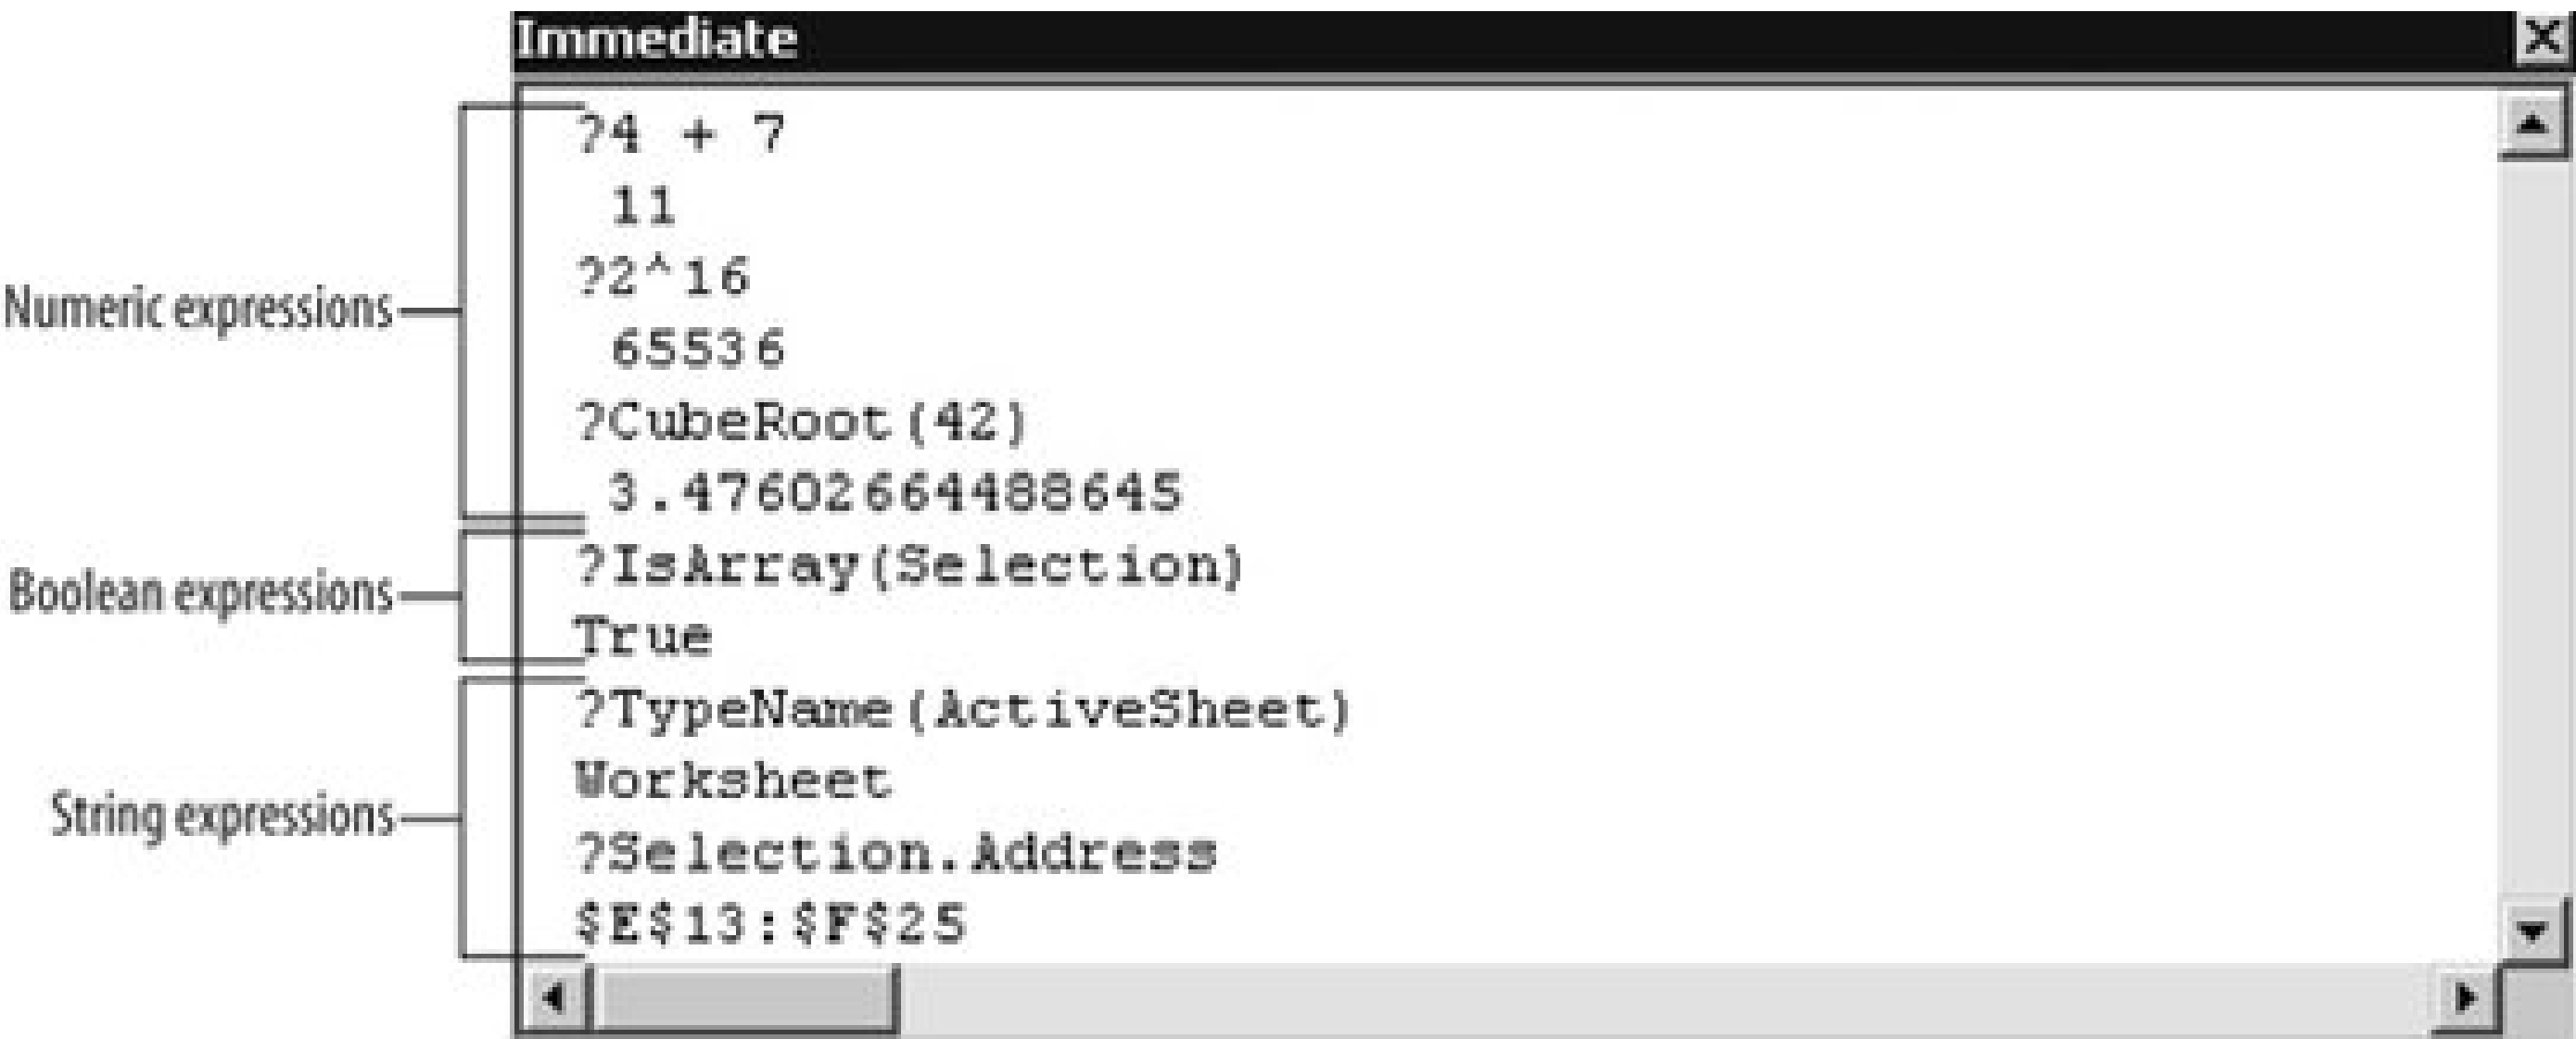 Immediate
?4 + 7
11
?2^16
65536
?CubeRoot(42)
3.47602664488645
?IsArray(Selection)
True
?TypeName(ActiveSheet)
Worksheet
?Selection.Address
$E$13:$F$25
Numeric expressions
Boolean expressions
String expressions